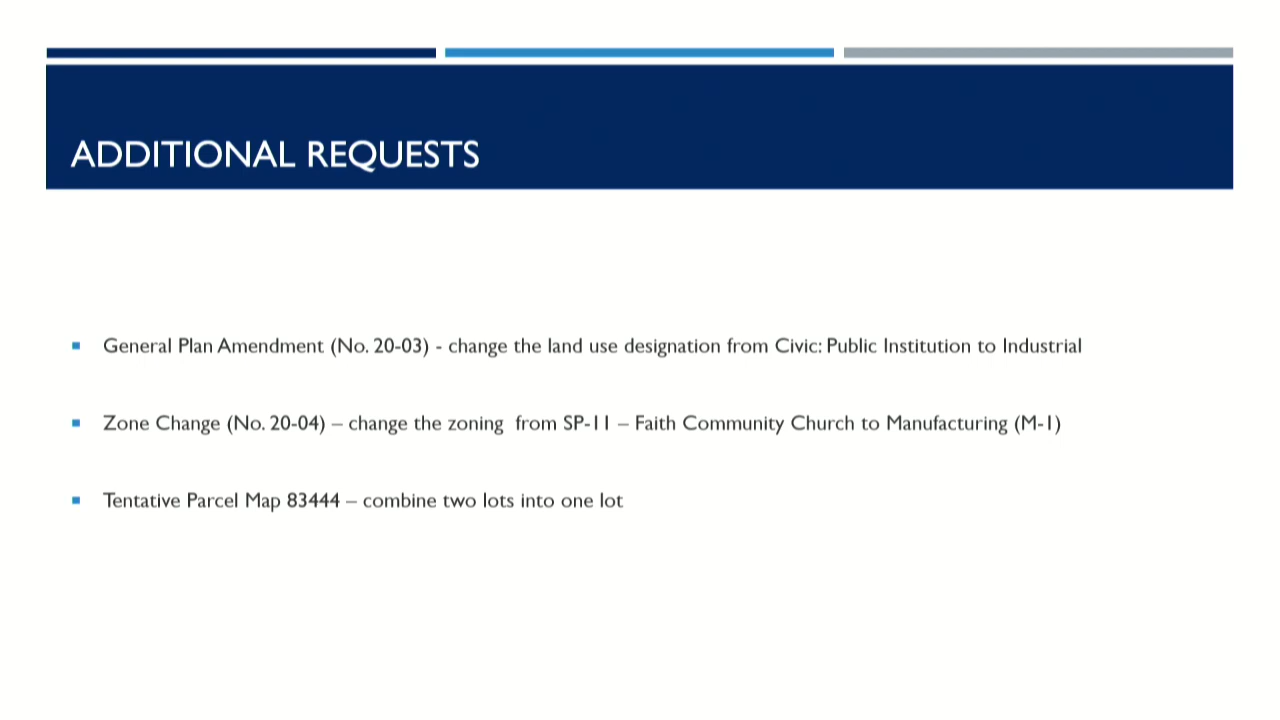 ADDITIONAL REQUESTS
General Plan Amendment (No. 20-03) - change the land use designation from Civic: Public Institution to Industrial
Zone Change (No. 20-04) – change the zoning  from SP-11 – Faith Community Church to Manufacturing (M-1)
Tentative Parcel Map 83444 – combine two lots into one lot